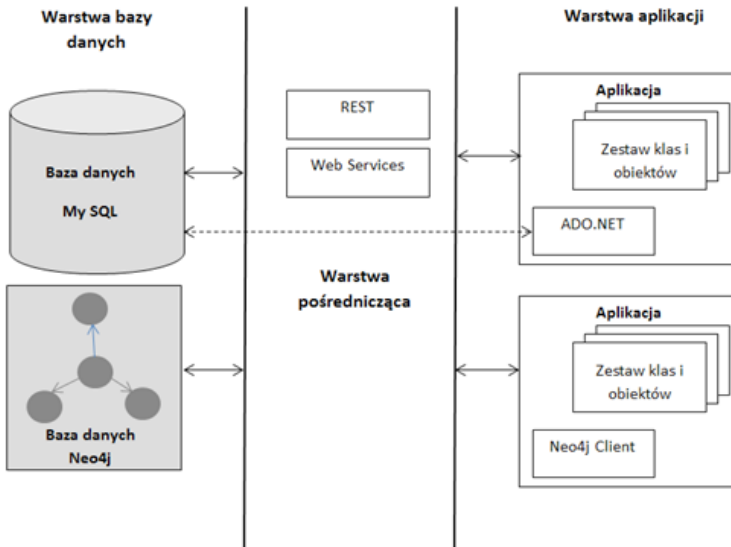 Warstwa bazy
danych
Baza danych
My SQL
Baza danych
Neo4j
REST
Web Services
Warstwa
pośrednicząca
Warstwa aplikacji
Aplikacja
Zestaw klas i
obiektów
ADO.NET
Aplikacja
Zestaw klas i
obiektów
Neo4j Client